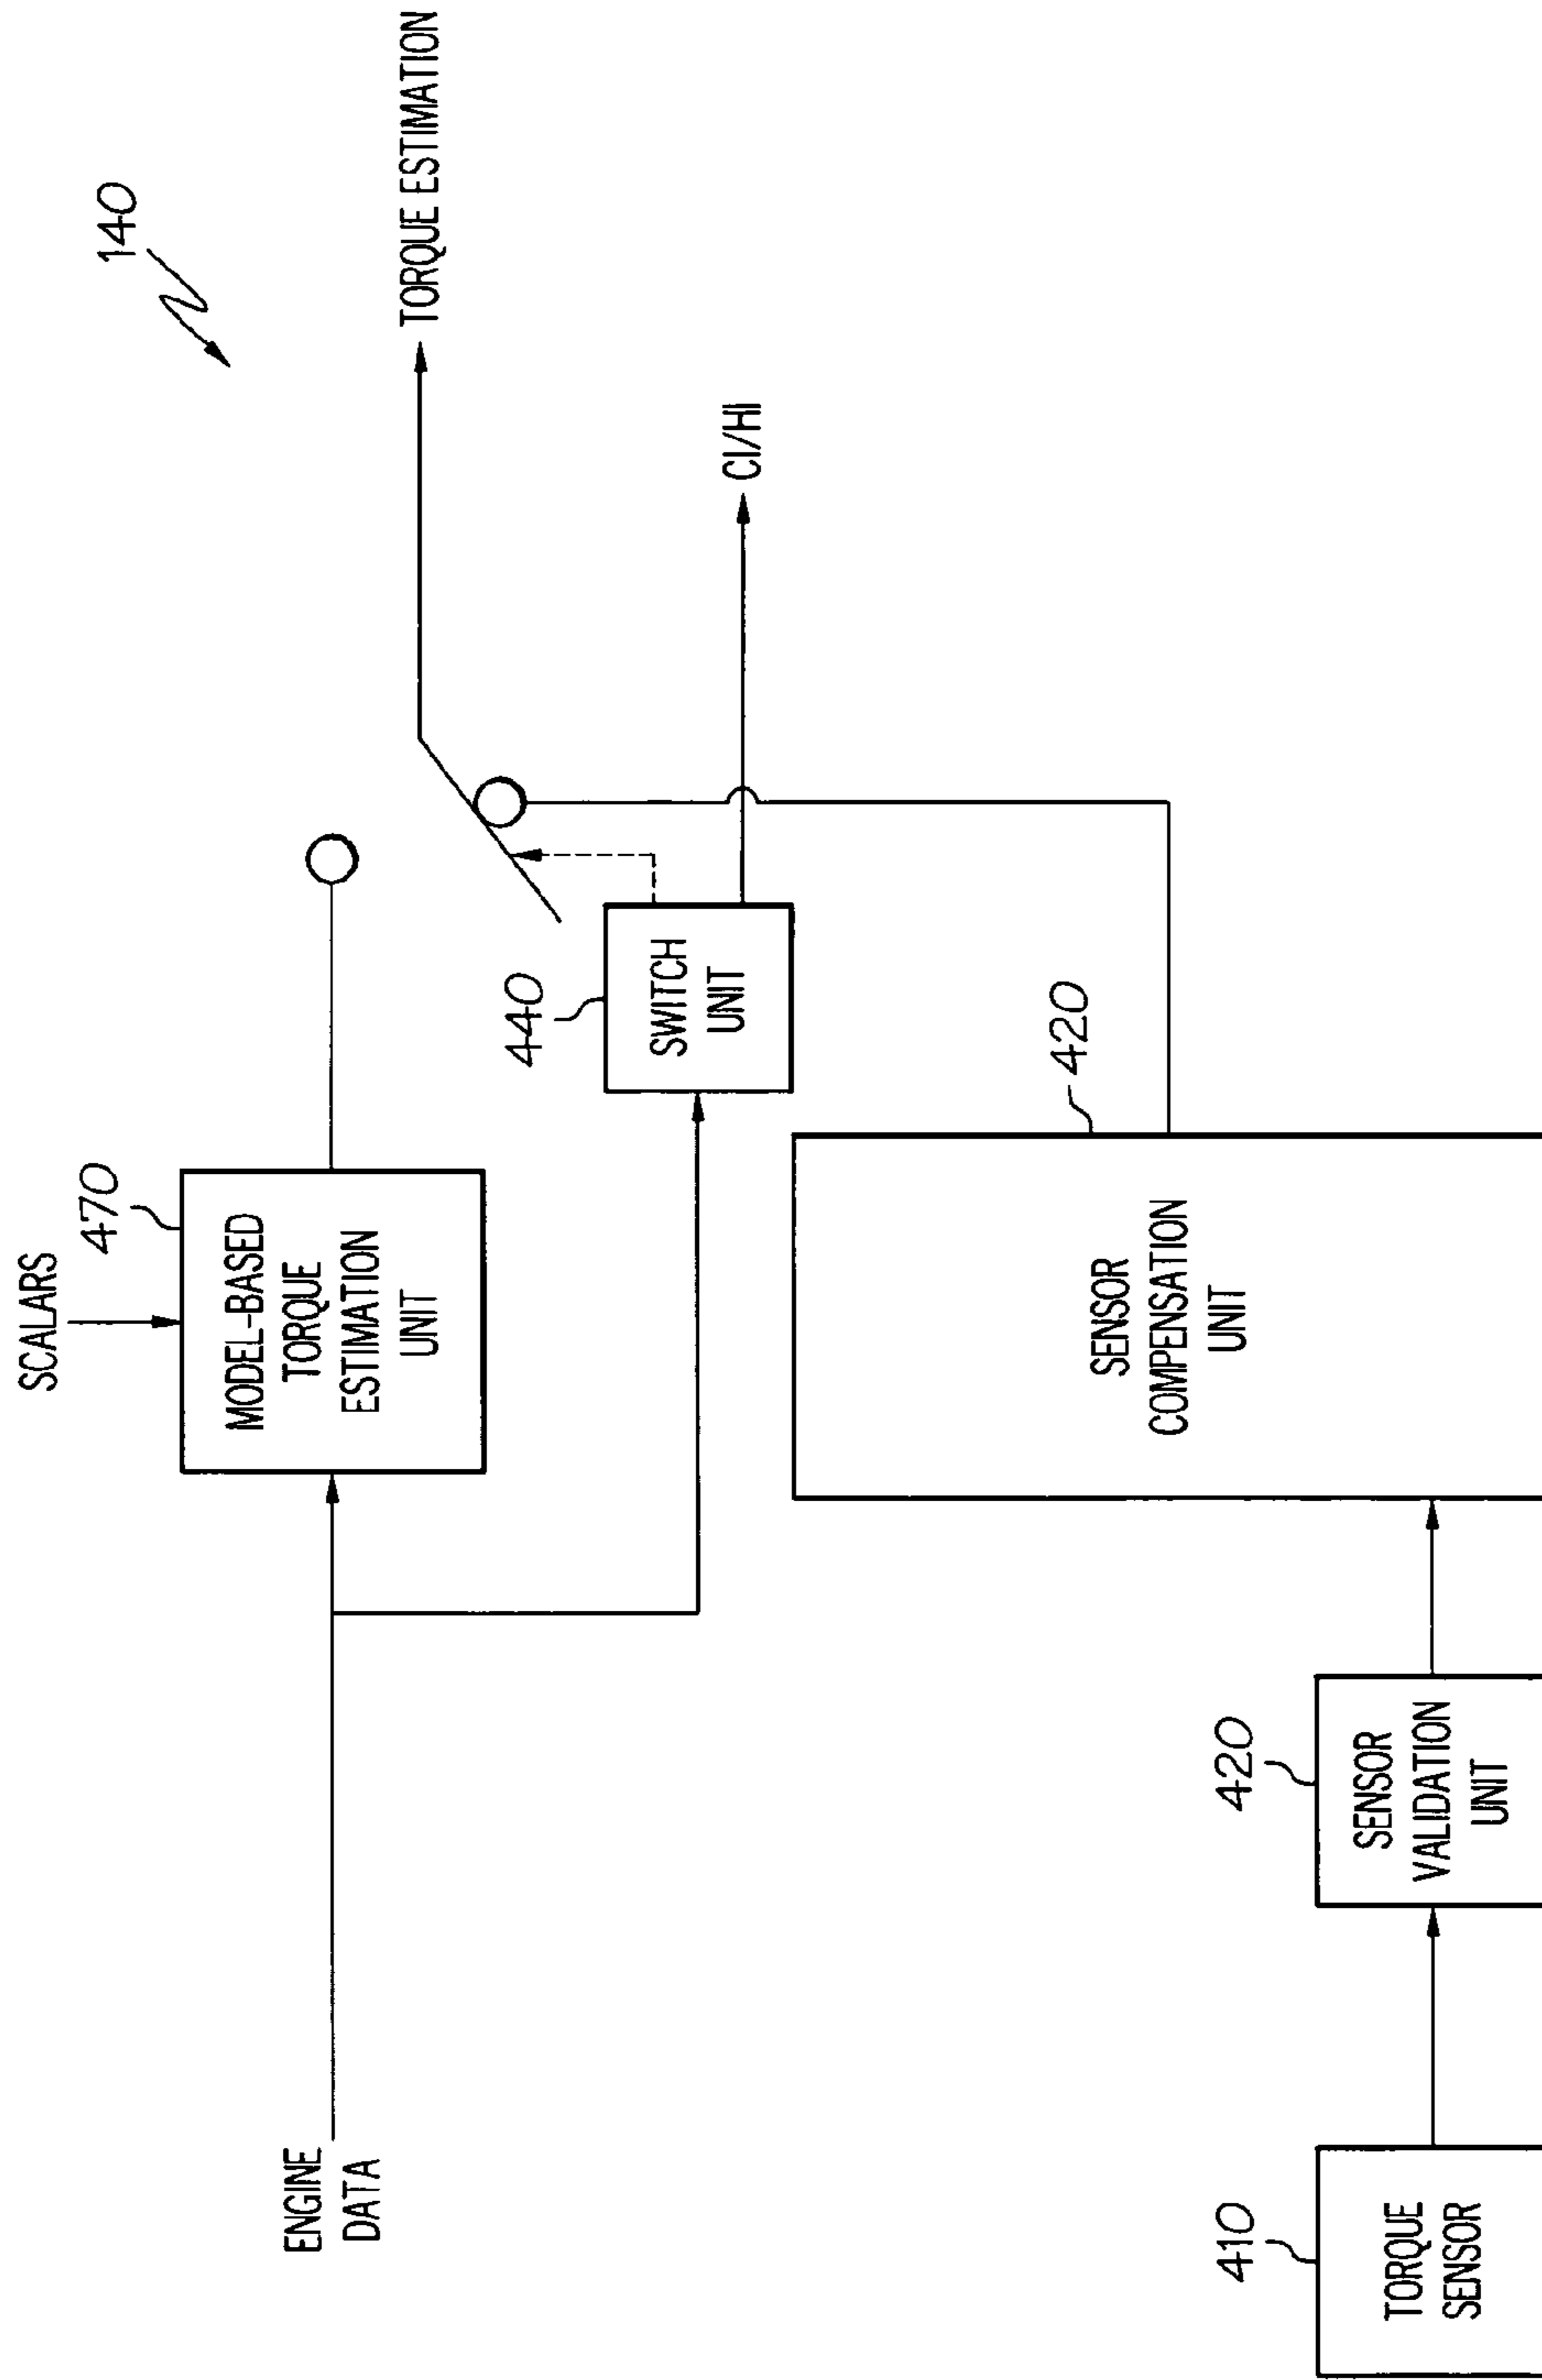 140
SCALARS
470
MODEL-BASED
TORQUE
ESTIMATION
UNIT
TORQUE ESTIMATION
ENGINE
DATA
440
SWITCH
UNIT
CI/HI
420
SENSOR
COMPENSATION
UNIT
420
SENSOR
VALIDATION
UNIT
410
TORQUE
SENSOR